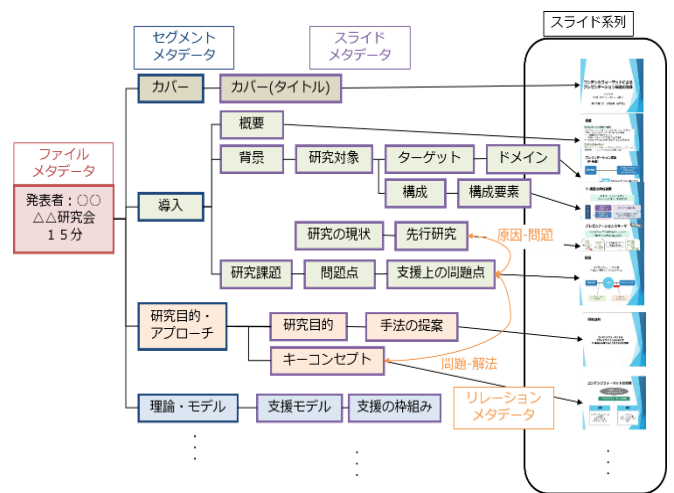 スライド系列
セグメント
メタデータ
スライド
メタデータ
カバー
カバー(タイトル)
ファイル
メタデータ
発表者：○○
△△研究会
１５分
導入
概要
背景
研究対象
ターゲット
ドメイン
構成
構成要素
研究の現状
先行研究
原因-問題
研究課題
問題点
支援上の問題点
研究目的・
アプローチ
研究目的
手法の提案
キーコンセプト
問題-解法
リレーション
メタデータ
理論・モデル
支援モデル
支援の枠組み